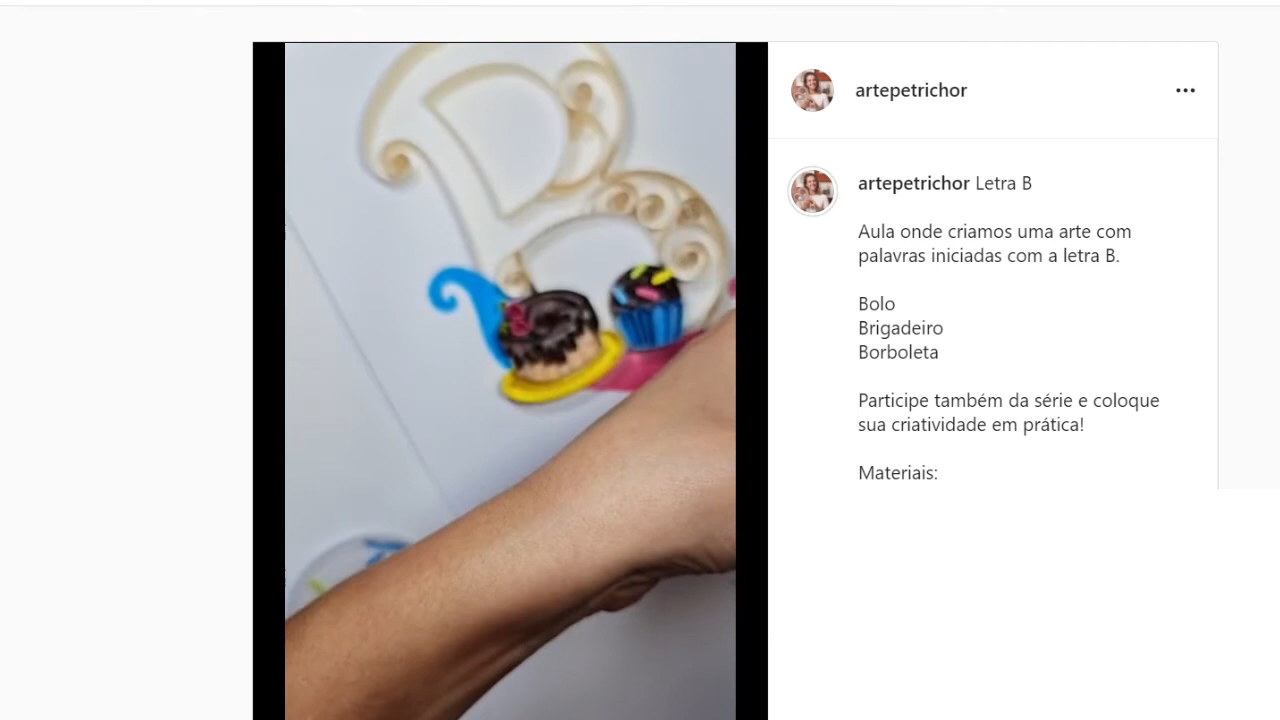 artepetrichor
artepetrichor Letra B
Aula onde criamos uma arte com
palavras iniciadas com a letra B.
Bolo
Brigadeiro
Borboleta
Participe também da série e coloque
sua criatividade em prática!
Materiais: